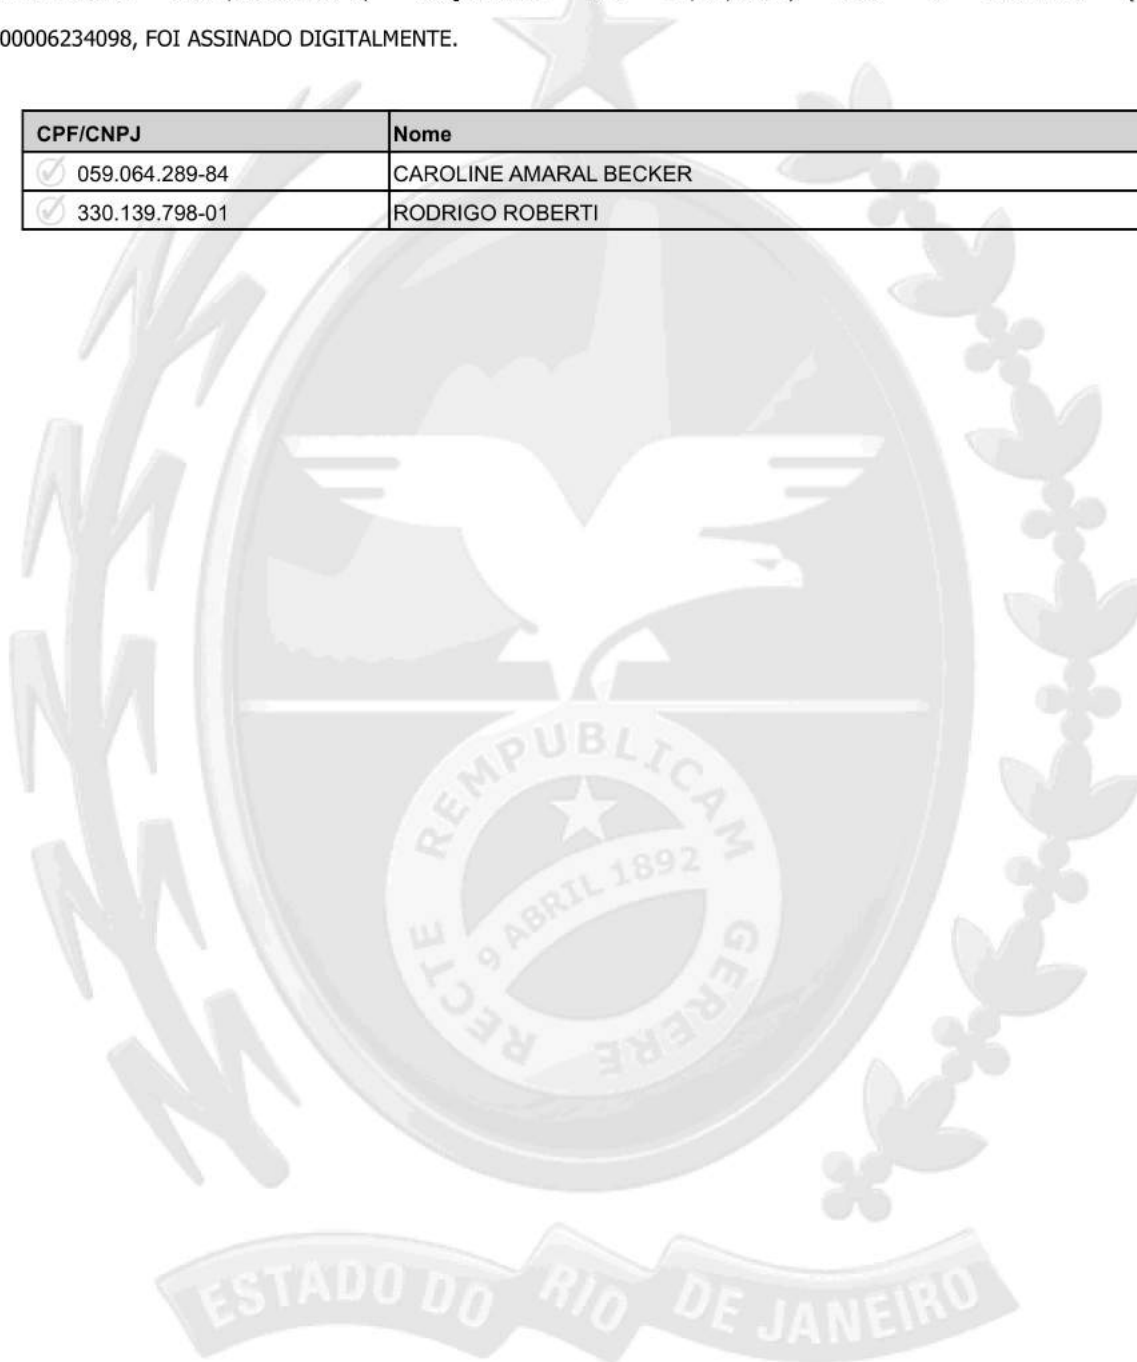 00006234098, FOI ASSINADO DIGITALMENTE.
CPF/CNPJ Nome
059.064.289-84 CAROLINE AMARAL BECKER
330.139.798-01 RODRIGO ROBERTI
RECTE REMPUBLICAM GERERE
9 ABRIL 1892
ESTADO DO RIO DE JANEIRO